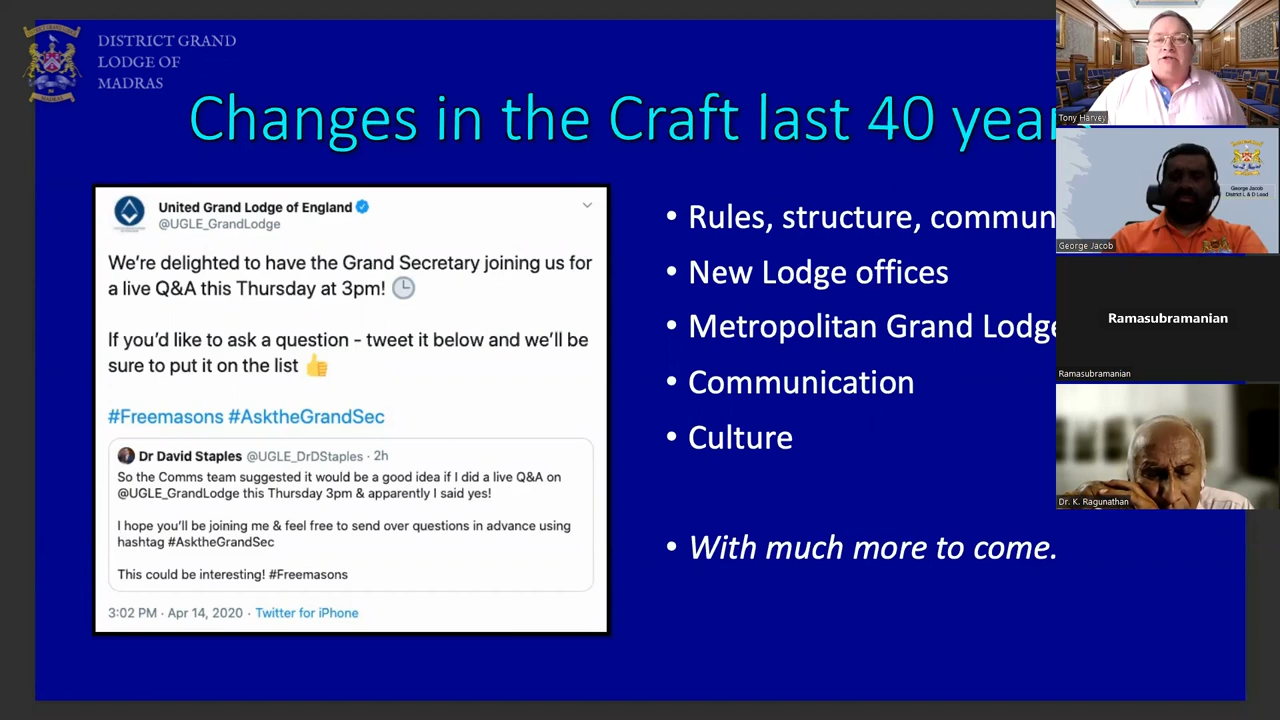 DISTRICT GRAND
LODGE OF
MADRAS
Changes in the Craft last 40 year
United Grand Lodge of England
@UGLE_GrandLodge
We're delighted to have the Grand Secretary joining us for
a live Q&A this Thursday at 3pm!
If you'd like to ask a question - tweet it below and we'll be
sure to put it on the list
#Freemasons #AsktheGrandSec
Dr David Staples @UGLE_DrDStaples · 2h
So the Comms team suggested it would be a good idea if I did a live Q&A on
@UGLE_GrandLodge this Thursday 3pm & apparently I said yes!
I hope you'll be joining me & feel free to send over questions in advance using
hashtag #AsktheGrandSec
This could be interesting! #Freemasons
3:02 PM · Apr 14, 2020 · Twitter for iPhone
• Rules, structure, commun
• New Lodge offices
• Metropolitan Grand Lodge
• Communication
• Culture
• With much more to come.
Tony Harvey
George Jacob
District L & D Lead
George Jacob
Ramasubramanian
Ramasubramanian
Dr. K. Ragunathan